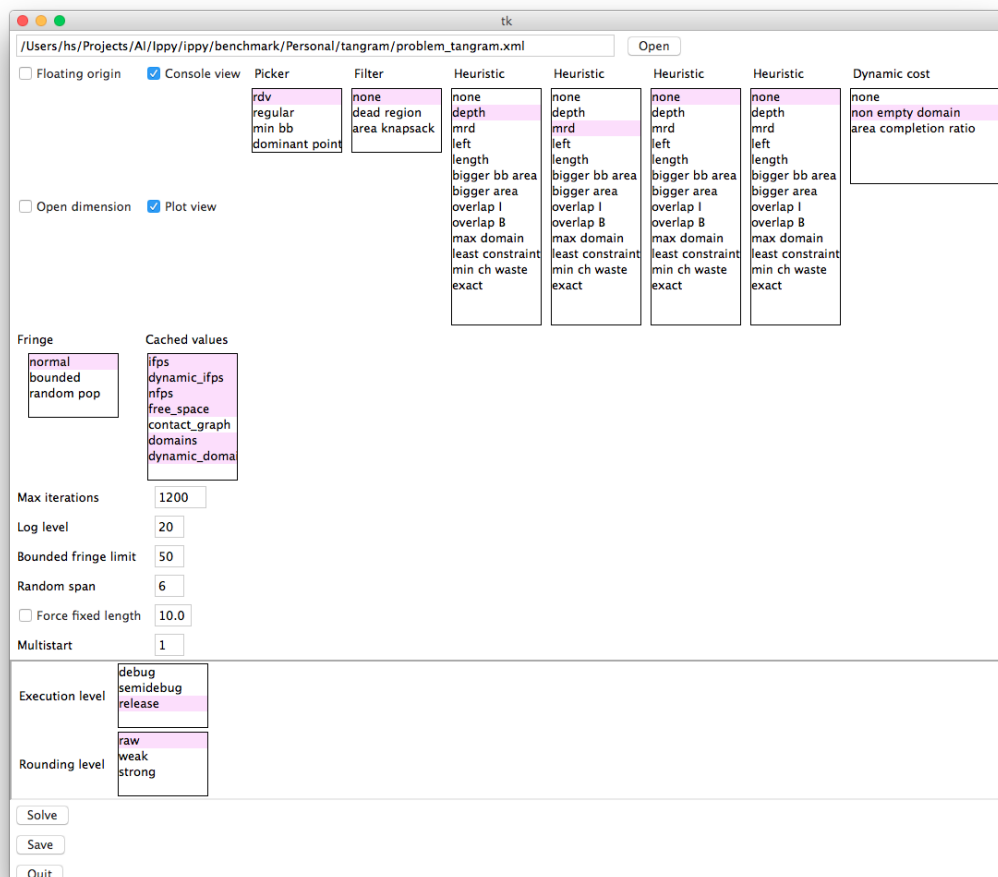 tk
/Users/hs/Projects/AI/Ippy/ippy/benchmark/Personal/tangram/problem_tangram.xml Open
Floating origin Console view Picker Filter Heuristic Heuristic Heuristic Heuristic Dynamic cost
rdv none none none none none none
regular dead region depth depth depth depth non empty domain
min bb area knapsack mrd mrd mrd mrd area completion ratio
dominant point left left left left
length length length length
bigger bb area bigger bb area bigger bb area bigger bb area
bigger area bigger area bigger area bigger area
Open dimension Plot view overlap I overlap I overlap I overlap I
overlap B overlap B overlap B overlap B
max domain max domain max domain max domain
least constraint least constraint least constraint least constraint
min ch waste min ch waste min ch waste min ch waste
exact exact exact exact
Fringe Cached values
normal ifps
bounded dynamic_ifps
random pop nfps
free_space
contact_graph
domains
dynamic_domai
Max iterations 1200
Log level 20
Bounded fringe limit 50
Random span 6
Force fixed length 10.0
Multistart 1
debug
semidebug
Execution level release
raw
weak
Rounding level strong
Solve
Save
Quit